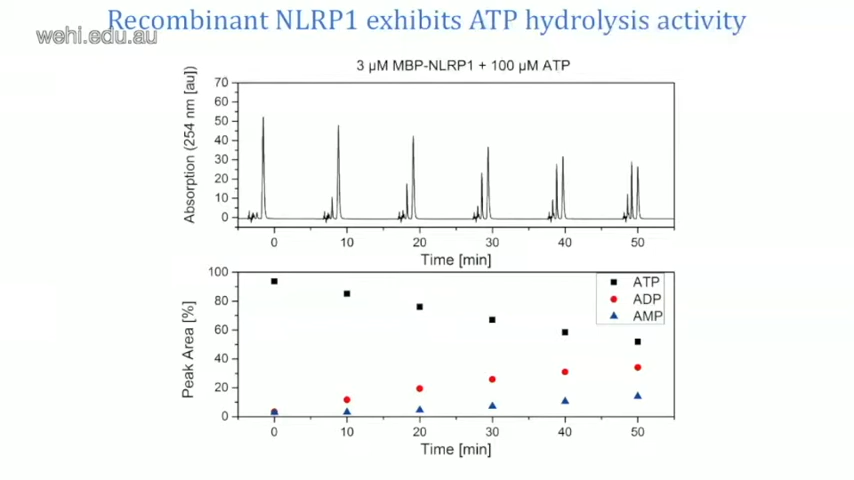 Recombinant NLRP1 exhibits ATP hydrolysis activity
wehi.edu.au
3 µM MBP-NLRP1 + 100 µM ATP
Absorption (254 nm [au])
70
60
50
40
30
20
10
0
0 10 20 30 40 50
Time [min]
Peak Area [%]
100
80
60
40
20
0
ATP
ADP
AMP
0 10 20 30 40 50
Time [min]